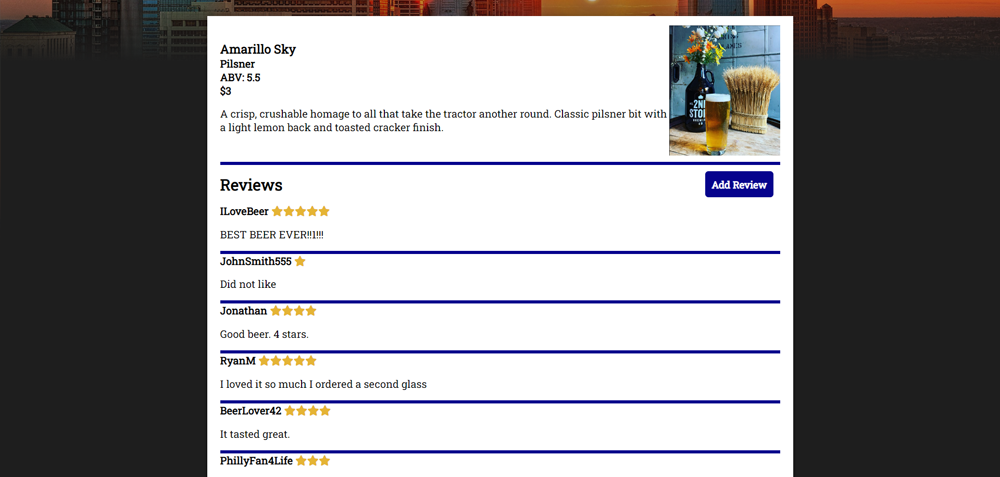 Amarillo Sky
Pilsner
ABV: 5.5
$3
A crisp, crushable homage to all that take the tractor another round. Classic pilsner bit with
a light lemon back and toasted cracker finish.
2ND
Reviews
Add Review
ILoveBeer
BEST BEER EVER!!1!!!
JohnSmith555
Did not like
Jonathan
Good beer. 4 stars.
RyanM
I loved it so much I ordered a second glass
BeerLover42
It tasted great.
PhillyFan4Life